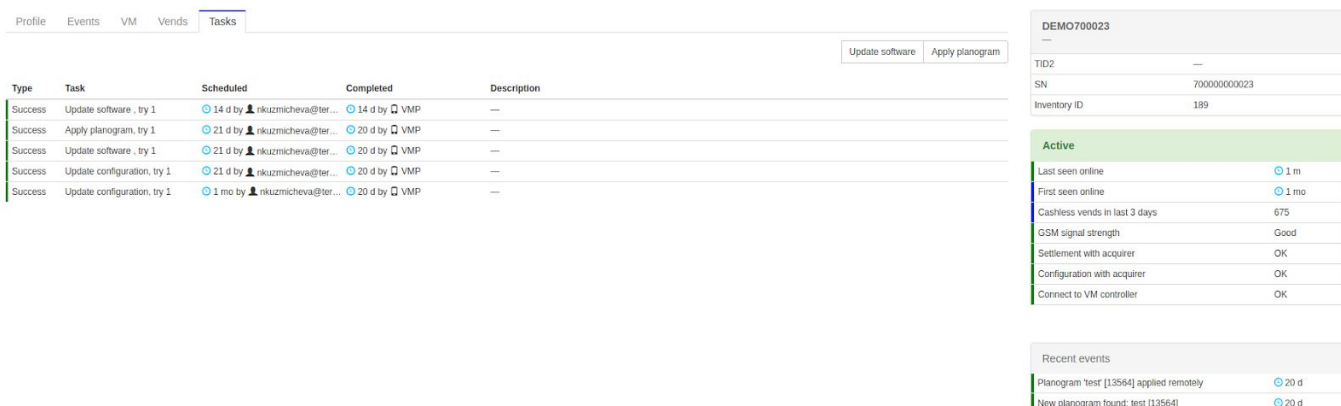 Profile Events VM Vends Tasks
Update software Apply planogram
Type Task Scheduled Completed Description
Success Update software , try 1 14 d by nkuzmicheva@ter... 14 d by VMP —
Success Apply planogram, try 1 21 d by nkuzmicheva@ter... 20 d by VMP —
Success Update software , try 1 21 d by nkuzmicheva@ter... 20 d by VMP —
Success Update configuration, try 1 21 d by nkuzmicheva@ter... 20 d by VMP —
Success Update configuration, try 1 1 mo by nkuzmicheva@ter... 20 d by VMP —
DEMO700023
—
TID2 —
SN 700000000023
Inventory ID 189
Active
Last seen online 1 m
First seen online 1 mo
Cashless vends in last 3 days 675
GSM signal strength Good
Settlement with acquirer OK
Configuration with acquirer OK
Connect to VM controller OK
Recent events
Planogram 'test' [13564] applied remotely 20 d
New planogram found: test [13564] 20 d